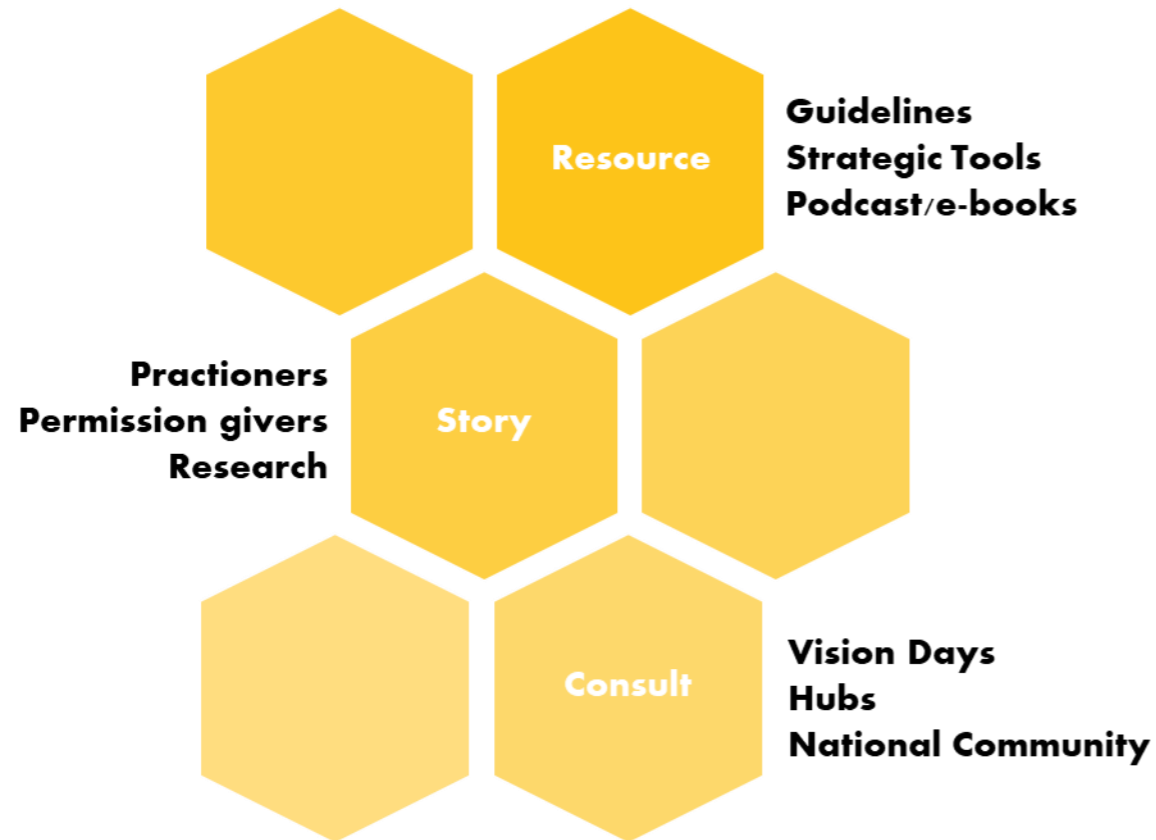 Resource
Guidelines
Strategic Tools
Podcast/e-books
Practioners
Permission givers
Research
Story
Consult
Vision Days
Hubs
National Community